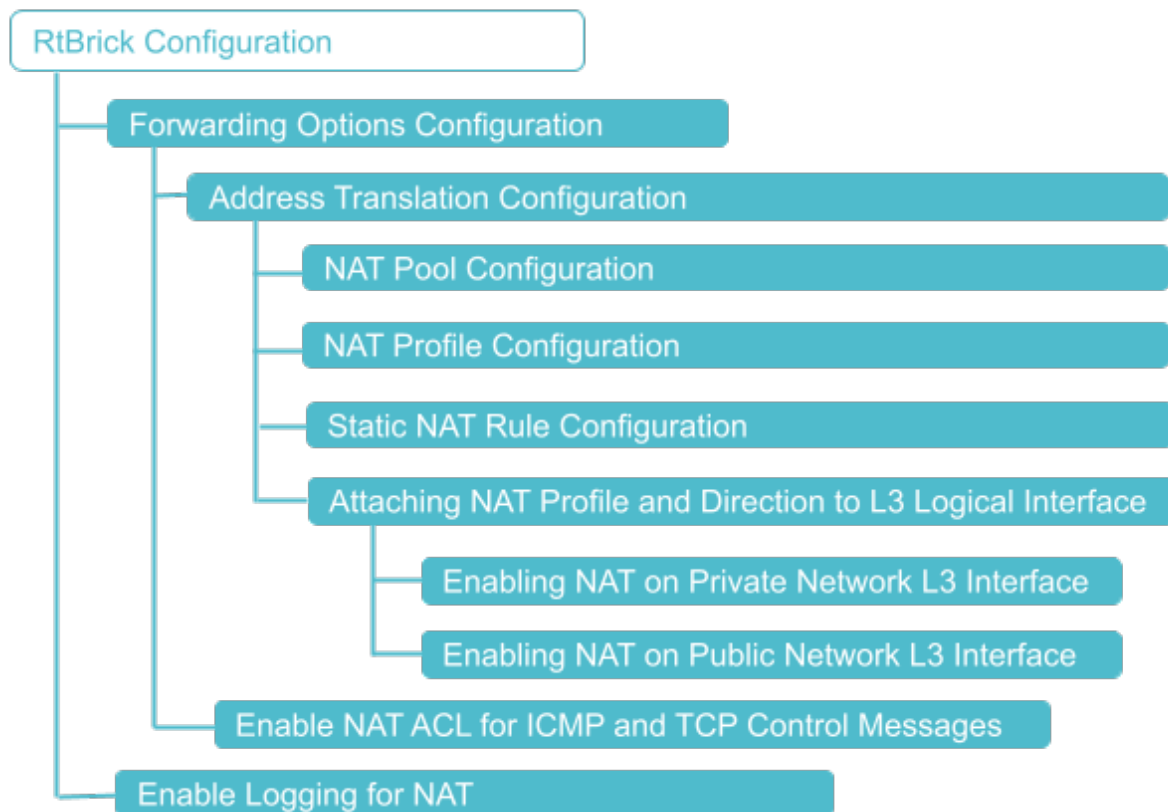 RtBrick Configuration
Forwarding Options Configuration
Address Translation Configuration
NAT Pool Configuration
NAT Profile Configuration
Static NAT Rule Configuration
Attaching NAT Profile and Direction to L3 Logical Interface
Enabling NAT on Private Network L3 Interface
Enabling NAT on Public Network L3 Interface
Enable NAT ACL for ICMP and TCP Control Messages
Enable Logging for NAT